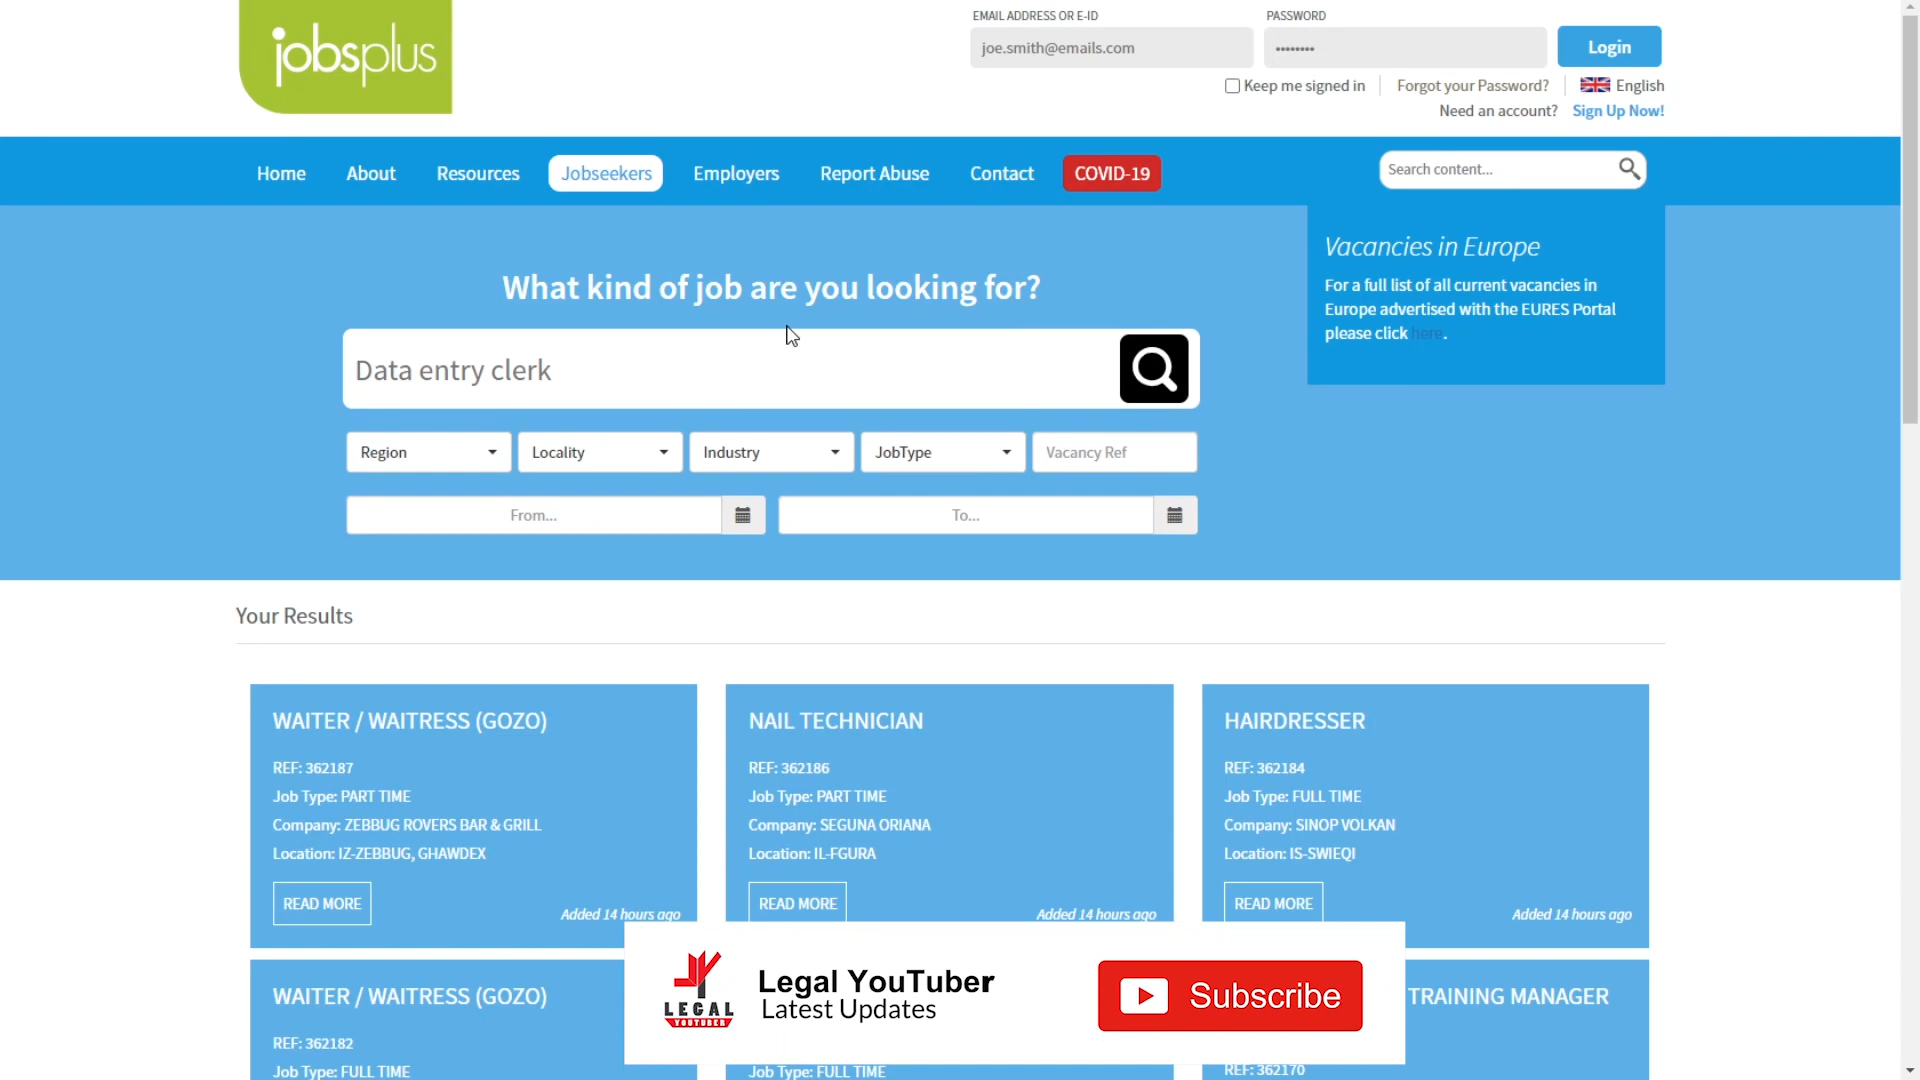 jobsplus
EMAIL ADDRESS OR E-ID
PASSWORD
joe.smith@emails.com
••••••••
Login
Keep me signed in
Forgot your Password?
English
Need an account? Sign Up Now!
Home
About
Resources
Jobseekers
Employers
Report Abuse
Contact
COVID-19
Search content...
Vacancies in Europe
For a full list of all current vacancies in
Europe advertised with the EURES Portal
please click here.
What kind of job are you looking for?
Data entry clerk
Region
Locality
Industry
JobType
Vacancy Ref
From...
To...
Your Results
WAITER / WAITRESS (GOZO)
REF: 362187
Job Type: PART TIME
Company: ZEBBUG ROVERS BAR & GRILL
Location: IZ-ZEBBUG, GHAWDEX
READ MORE
Added 14 hours ago
NAIL TECHNICIAN
REF: 362186
Job Type: PART TIME
Company: SEGUNA ORIANA
Location: IL-FGURA
READ MORE
Added 14 hours ago
HAIRDRESSER
REF: 362184
Job Type: FULL TIME
Company: SINOP VOLKAN
Location: IS-SWIEQI
READ MORE
Added 14 hours ago
WAITER / WAITRESS (GOZO)
REF: 362182
Job Type: FULL TIME
Job Type: FULL TIME
TRAINING MANAGER
REF: 362170
LEGAL
YOUTUBER
Legal YouTuber
Latest Updates
Subscribe